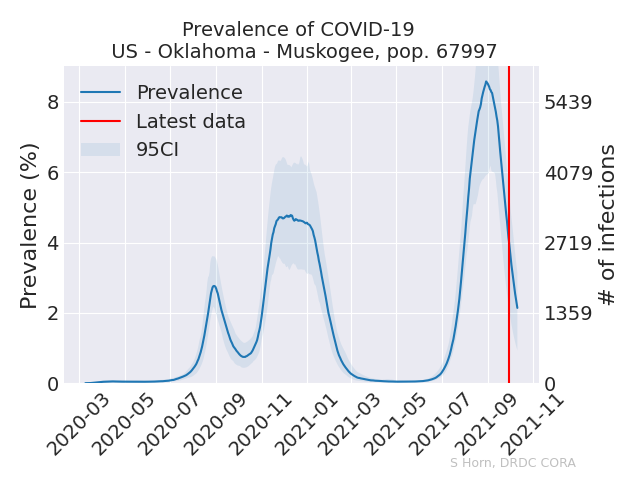 Prevalence of COVID-19
US - Oklahoma - Muskogee, pop. 67997
Prevalence
Latest data
95CI
Prevalence (%)
8
6
4
2
0
5439
4079
2719
1359
0
# of infections
2020-03
2020-05
2020-07
2020-09
2020-11
2021-01
2021-03
2021-05
2021-07
2021-09
2021-11
S Horn, DRDC CORA